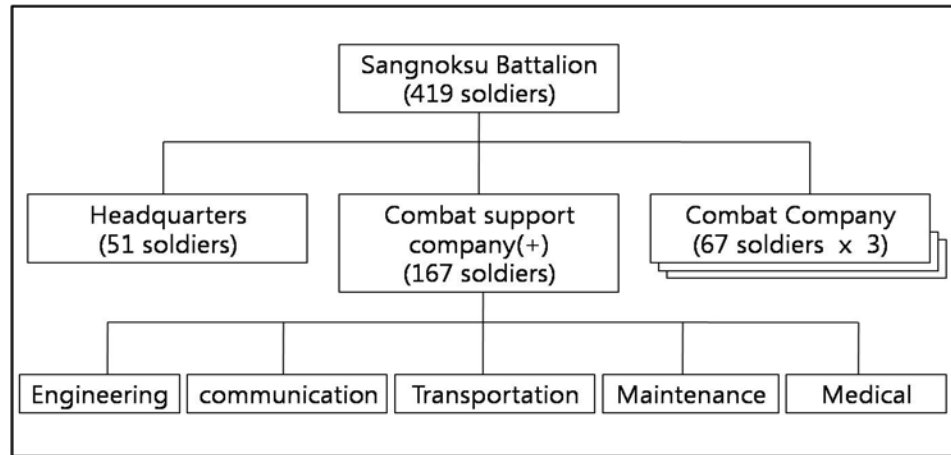 Sangnoksu Battalion
(419 soldiers)
Headquarters
(51 soldiers)
Combat support
company(+)
(167 soldiers)
Combat Company
(67 soldiers x 3)
Engineering
communication
Transportation
Maintenance
Medical